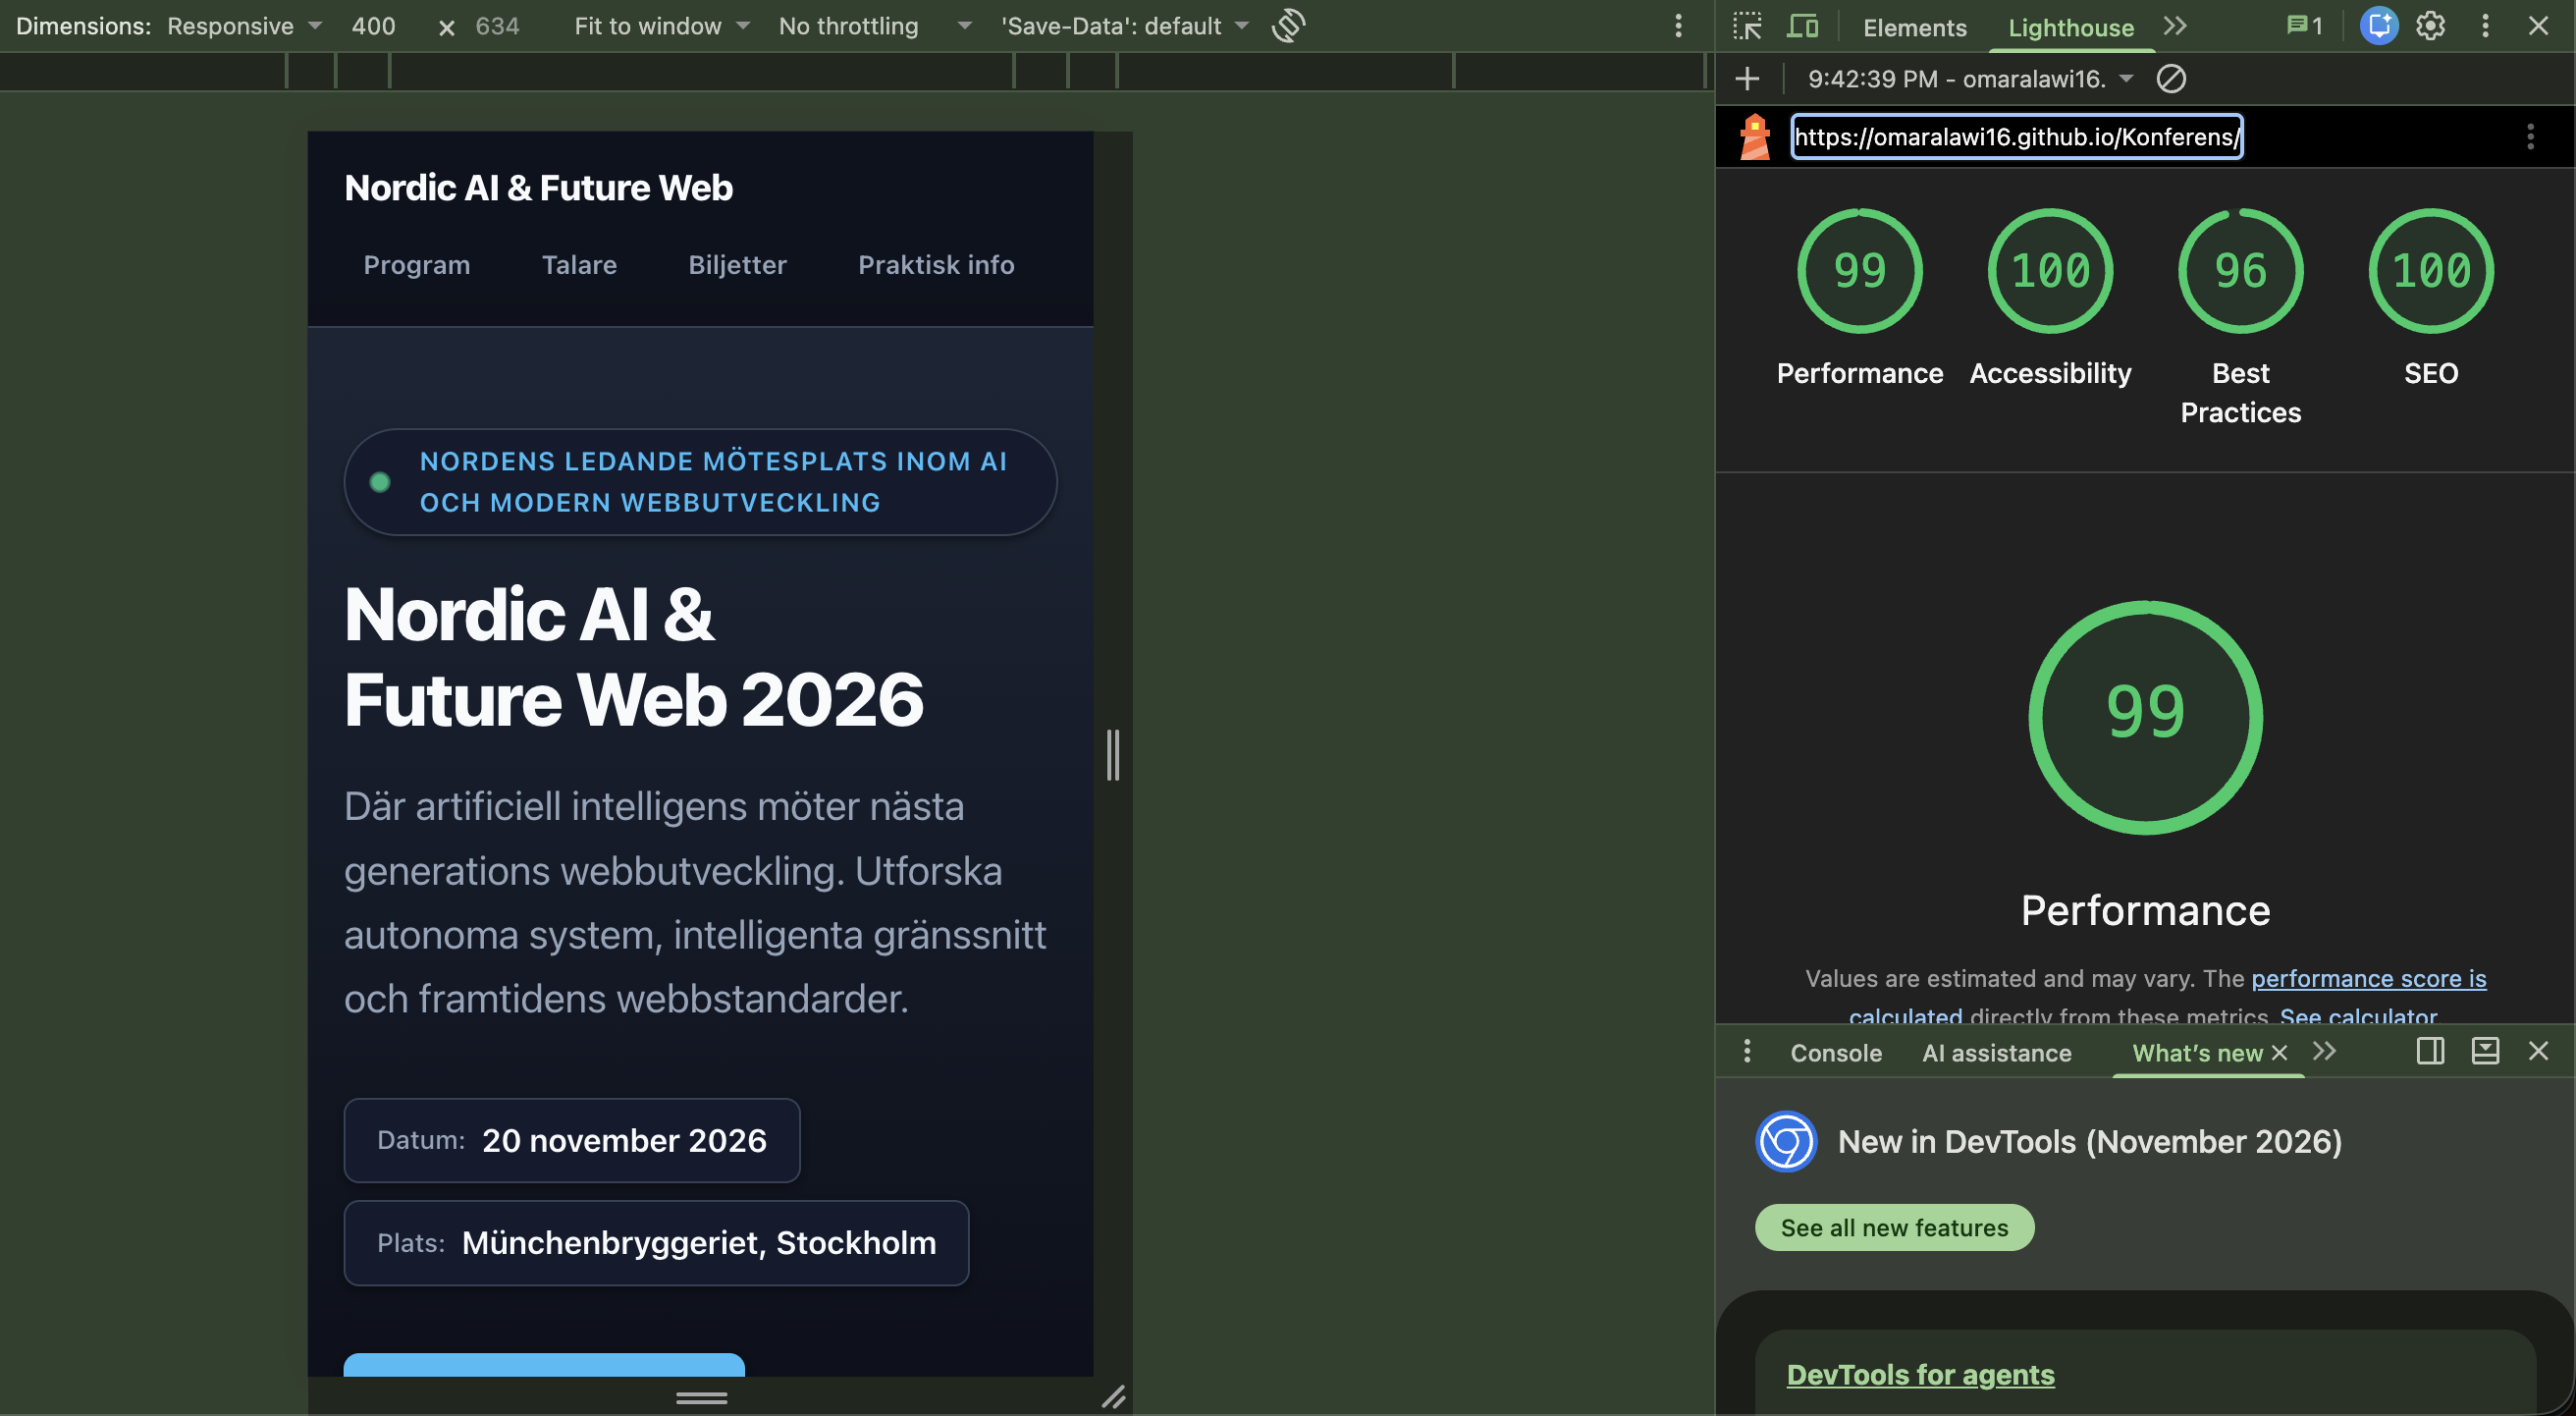 Dimensions: Responsive 400 × 634 Fit to window No throttling 'Save-Data': default
Nordic AI & Future Web
Program Talare Biljetter Praktisk info
NORDENS LEDANDE MÖTESPLATS INOM AI
OCH MODERN WEBBUTVECKLING
Nordic AI &
Future Web 2026
Där artificiell intelligens möter nästa
generations webbutveckling. Utforska
autonoma system, intelligenta gränssnitt
och framtidens webbstandarder.
Datum: 20 november 2026
Plats: Münchenbryggeriet, Stockholm
Elements Lighthouse 1
9:42:39 PM - omaralawi16.
https://omaralawi16.github.io/Konferens/
99 100 96 100
Performance Accessibility Best SEO
Practices
99
Performance
Values are estimated and may vary. The performance score is
calculated directly from these metrics. See calculator.
Console AI assistance What's new
New in DevTools (November 2026)
See all new features
DevTools for agents